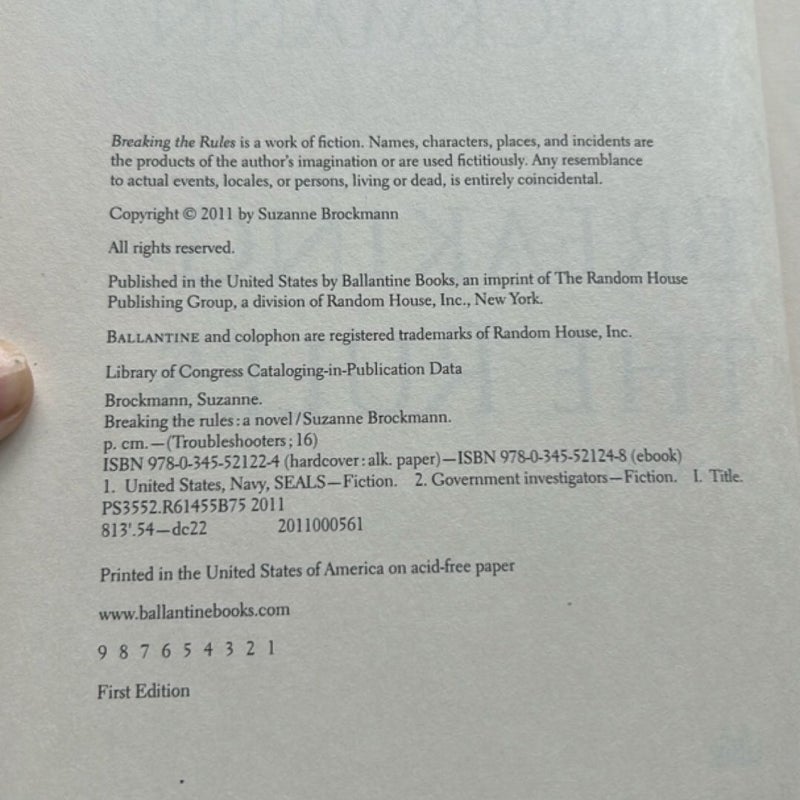 Breaking the Rules is a work of fiction. Names, characters, places, and incidents are
the products of the author's imagination or are used fictitiously. Any resemblance
to actual events, locales, or persons, living or dead, is entirely coincidental.
Copyright © 2011 by Suzanne Brockmann
All rights reserved.
Published in the United States by Ballantine Books, an imprint of The Random House
Publishing Group, a division of Random House, Inc., New York.
BALLANTINE and colophon are registered trademarks of Random House, Inc.
Library of Congress Cataloging-in-Publication Data
Brockmann, Suzanne.
Breaking the rules : a novel / Suzanne Brockmann.
p. cm.—(Troubleshooters ; 16)
ISBN 978-0-345-52122-4 (hardcover : alk. paper)—ISBN 978-0-345-52124-8 (ebook)
1. United States, Navy, SEALS—Fiction. 2. Government investigators—Fiction. I. Title.
PS3552.R61455B75 2011
813'.54—dc22 2011000561
Printed in the United States of America on acid-free paper
www.ballantinebooks.com
9 8 7 6 5 4 3 2 1
First Edition